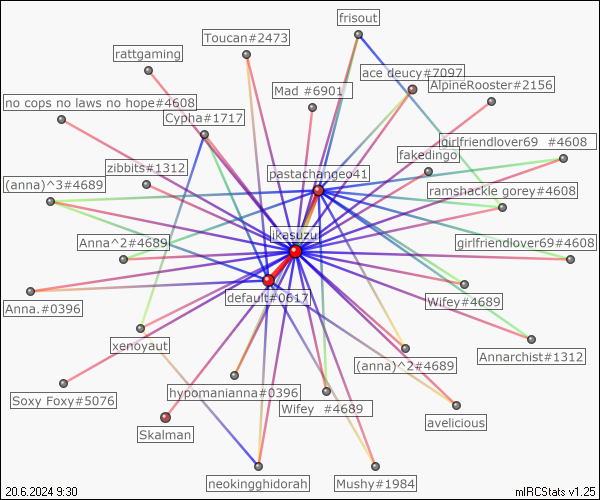 frisout
Toucan#2473
rattgaming
ace deucy#7097
AlpineRooster#2156
Mad #6901
no cops no laws no hope#4608
Cypha#1717
girlfriendlover69 #4608
fakedingo
zibbits#1312
pastachangeo41
(anna)^3#4689
ramshackle gorey#4608
ikasuzu
Anna^2#4689
girlfriendlover69#4608
default#0617
Wifey#4689
Anna.#0396
xenoyaut
Annarchist#1312
(anna)^2#4689
hypomanianna#0396
Soxy Foxy#5076
Wifey #4689
avelicious
Skalman
neokingghidorah
Mushy#1984
20.6.2024 9:30
mIRCStats v1.25